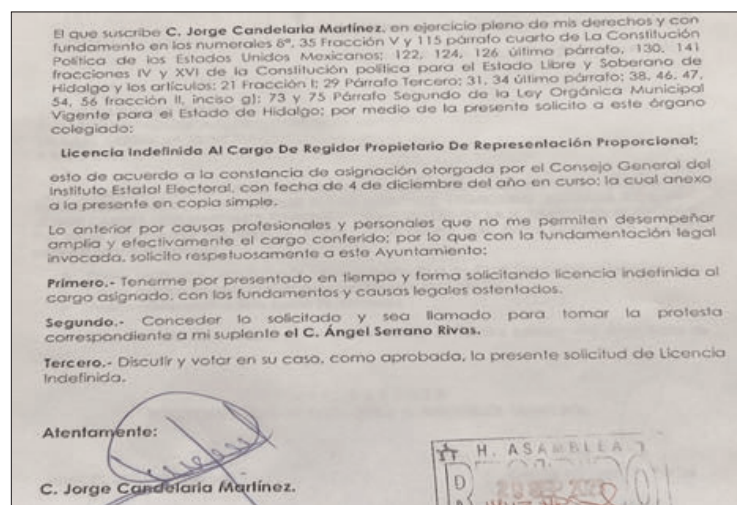 El que suscribe C. Jorge Candelaria Martínez, en ejercicio pleno de mis derechos y con
fundamento en los numerales 8º, 35 Fracción V y 115 párrafo cuarto de La Constitución
Política de los Estados Unidos Mexicanos; 122, 124, 126 último párrafo, 130, 141
fracciones IV y XVI de la Constitución política para el Estado Libre y Soberano de
Hidalgo y los artículos: 21 Fracción I; 29 Párrafo Tercero; 31, 34 último párrafo; 38, 46, 47,
54, 56 fracción II, inciso g); 73 y 75 Párrafo Segundo de la Ley Orgánica Municipal
Vigente para el Estado de Hidalgo; por medio de la presente solicito a este órgano
colegiado:
Licencia Indefinida Al Cargo De Regidor Propietario De Representación Proporcional;
esto de acuerdo a la constancia de asignación otorgada por el Consejo General del
Instituto Estatal Electoral, con fecha de 4 de diciembre del año en curso; la cual anexo
a la presente en copia simple.
Lo anterior por causas profesionales y personales que no me permiten desempeñar
amplia y efectivamente el cargo conferido; por lo que con la fundamentación legal
invocada, solicito respetuosamente a este Ayuntamiento:
Primero.- Tenerme por presentado en tiempo y forma solicitando licencia indefinida al
cargo asignado, con los fundamentos y causas legales ostentados.
Segundo.- Conceder lo solicitado y sea llamado para tomar la protesta
correspondiente a mi suplente el C. Ángel Serrano Rivas.
Tercero.- Discutir y votar en su caso, como aprobada, la presente solicitud de Licencia
Indefinida.
Atentamente:
H. ASAMBLEA
C. Jorge Candelaria Martínez.